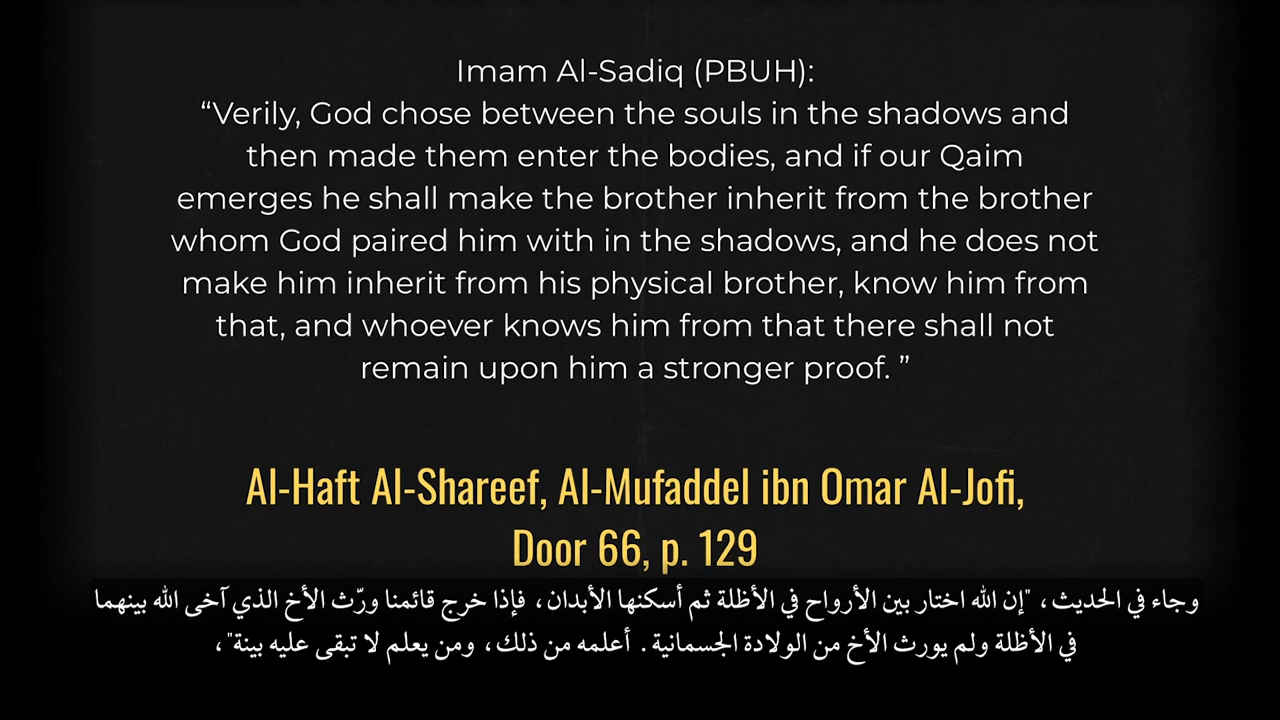 Imam Al-Sadiq (PBUH):
“Verily, God chose between the souls in the shadows and
then made them enter the bodies, and if our Qaim
emerges he shall make the brother inherit from the brother
whom God paired him with in the shadows, and he does not
make him inherit from his physical brother, know him from
that, and whoever knows him from that there shall not
remain upon him a stronger proof. ”
Al-Haft Al-Shareef, Al-Mufaddel ibn Omar Al-Jofi,
Door 66, p. 129
وجاء في الحديث، "إن الله اختار بين الأرواح في الأظلة ثم أسكنها الأبدان، فإذا خرج قائمنا ورّث الأخ الذي آخى الله بينهما
في الأظلة ولم يورث الأخ من الولادة الجسمانية. أعلمه من ذلك، ومن يعلم لا تبقى عليه بينة"،